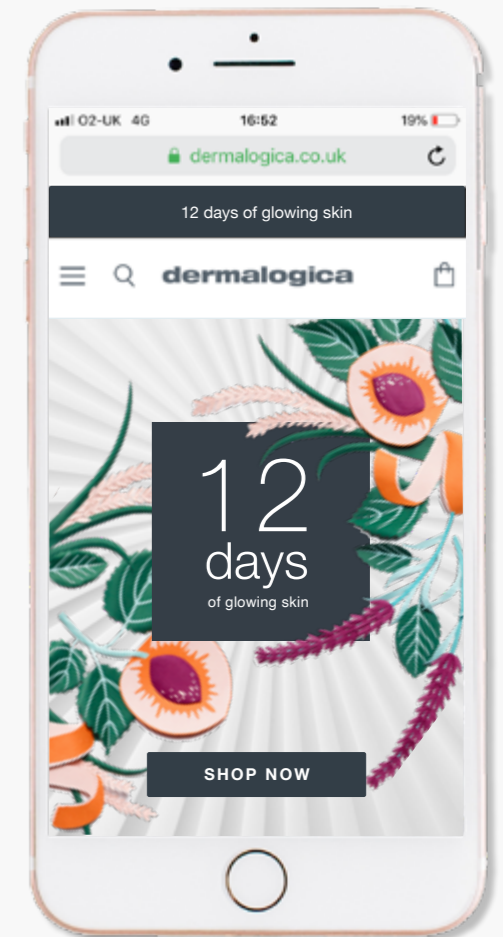 O2-UK 4G 16:52 19%
dermalogica.co.uk
12 days of glowing skin
dermalogica
12
days
of glowing skin
SHOP NOW